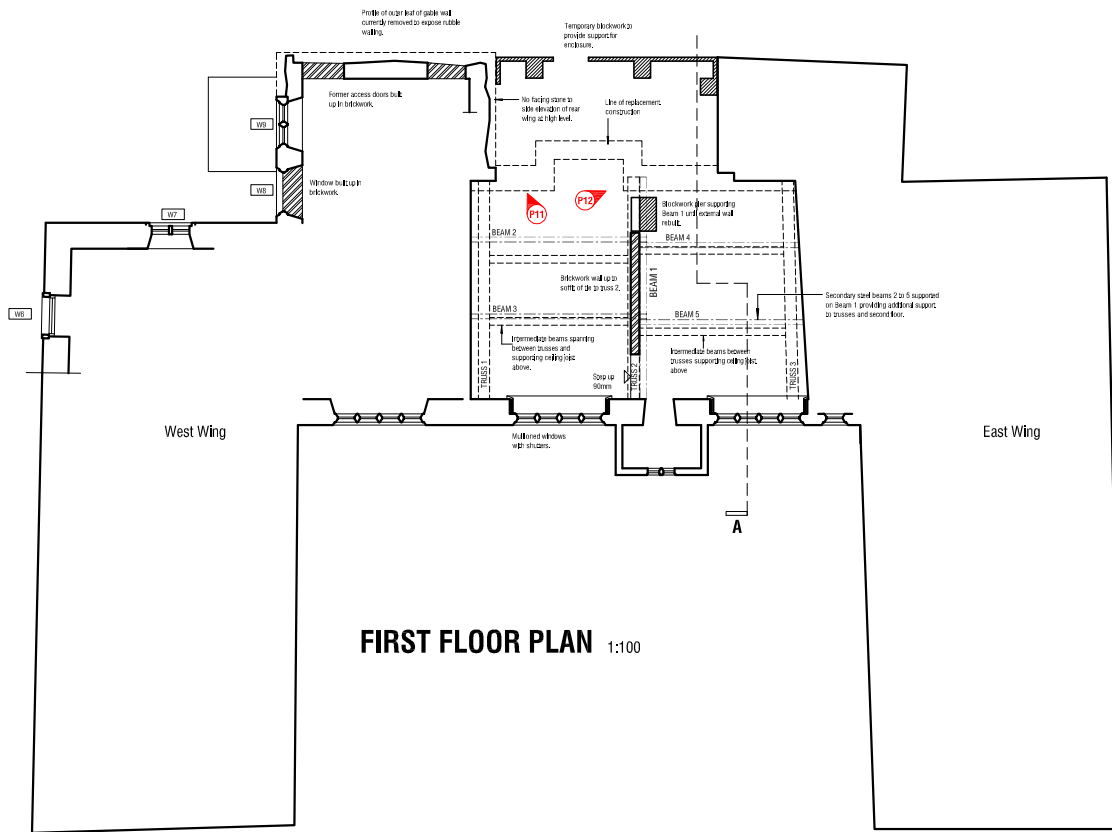 Profile of outer leaf of gable wall
currently removed to expose rubble
walling.
Temporary blockwork to
provide support for
enclosure.
Former access doors built
up in brickwork.
No facing stone to
side elevation of rear
wing at high level.
Line of replacement
construction
W9
W8
Window built up in
brickwork.
W7
W6
P11
P12
Blockwork pier supporting
Beam 1 until external wall
rebuilt.
BEAM 2
BEAM 4
Brickwork wall up to
soffit of tie to truss 2.
BEAM 1
BEAM 3
BEAM 5
Secondary steel beams 2 to 5 supported
on Beam 1 providing additional support
to trusses and second floor.
Intermediate beams spanning
between trusses and
supporting ceiling joist
above.
Intermediate beams between
trusses supporting ceiling joist
above
TRUSS 1
Step up
90mm
TRUSS 2
TRUSS 3
West Wing
Mullioned windows
with shutters.
East Wing
A
FIRST FLOOR PLAN 1:100